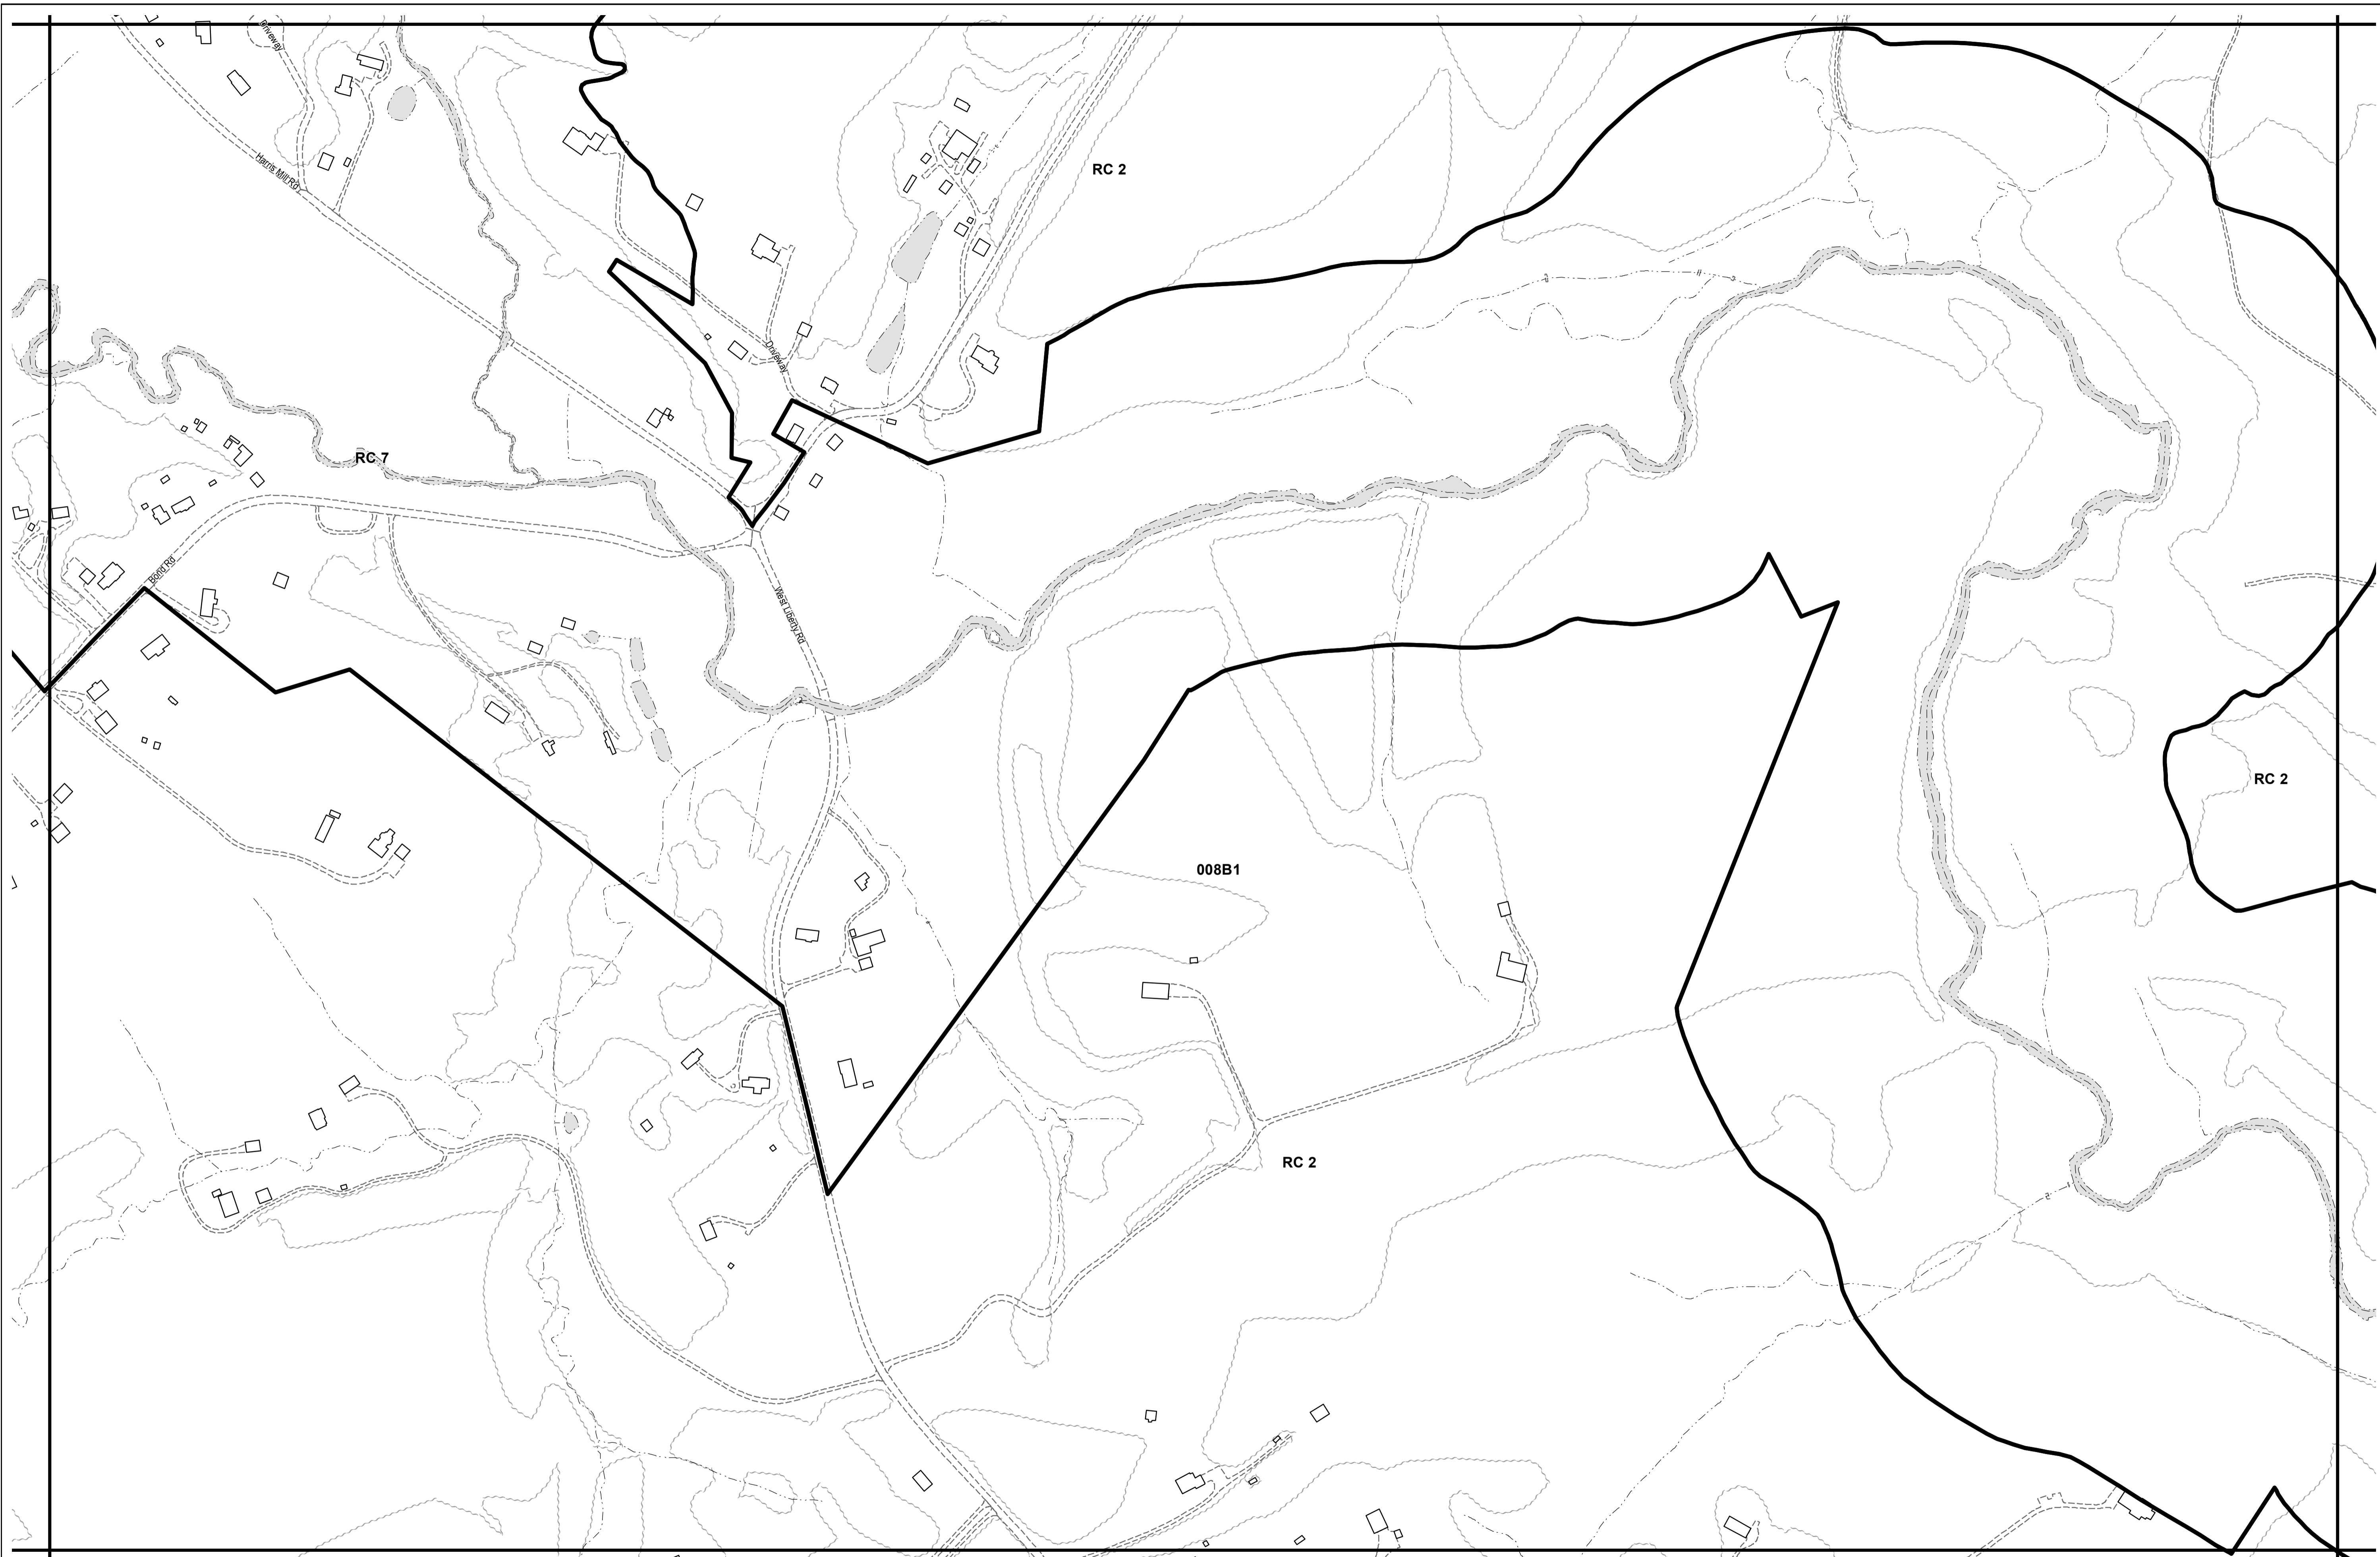 Driveway
Harris Mill Rd
RC 2
Driveway
RC 7
Bond Rd
West Liberty Rd
RC 2
008B1
RC 2